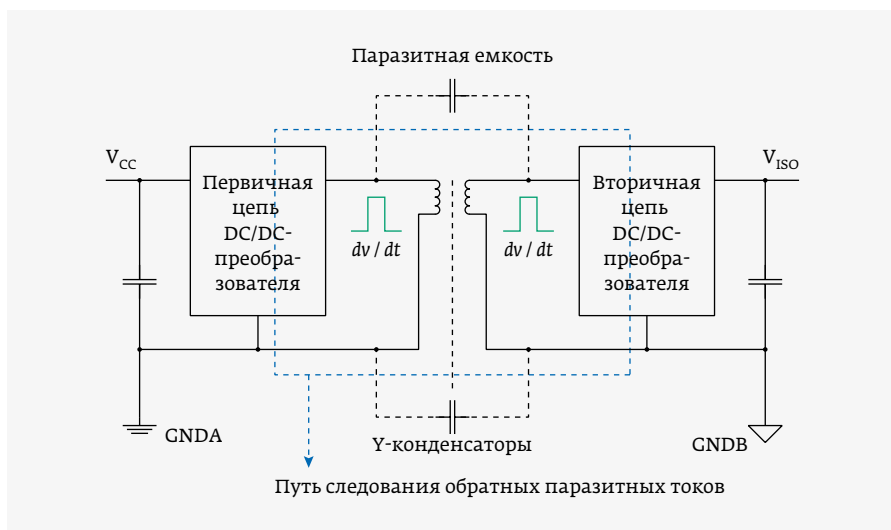 Паразитная емкость
V_CC
V_ISO
Первичная
цепь
DC/DC-
преобра-
зователя
dv / dt
dv / dt
Вторичная
цепь
DC/DC-
преобра-
зователя
GNDA
Y-конденсаторы
GNDB
Путь следования обратных паразитных токов